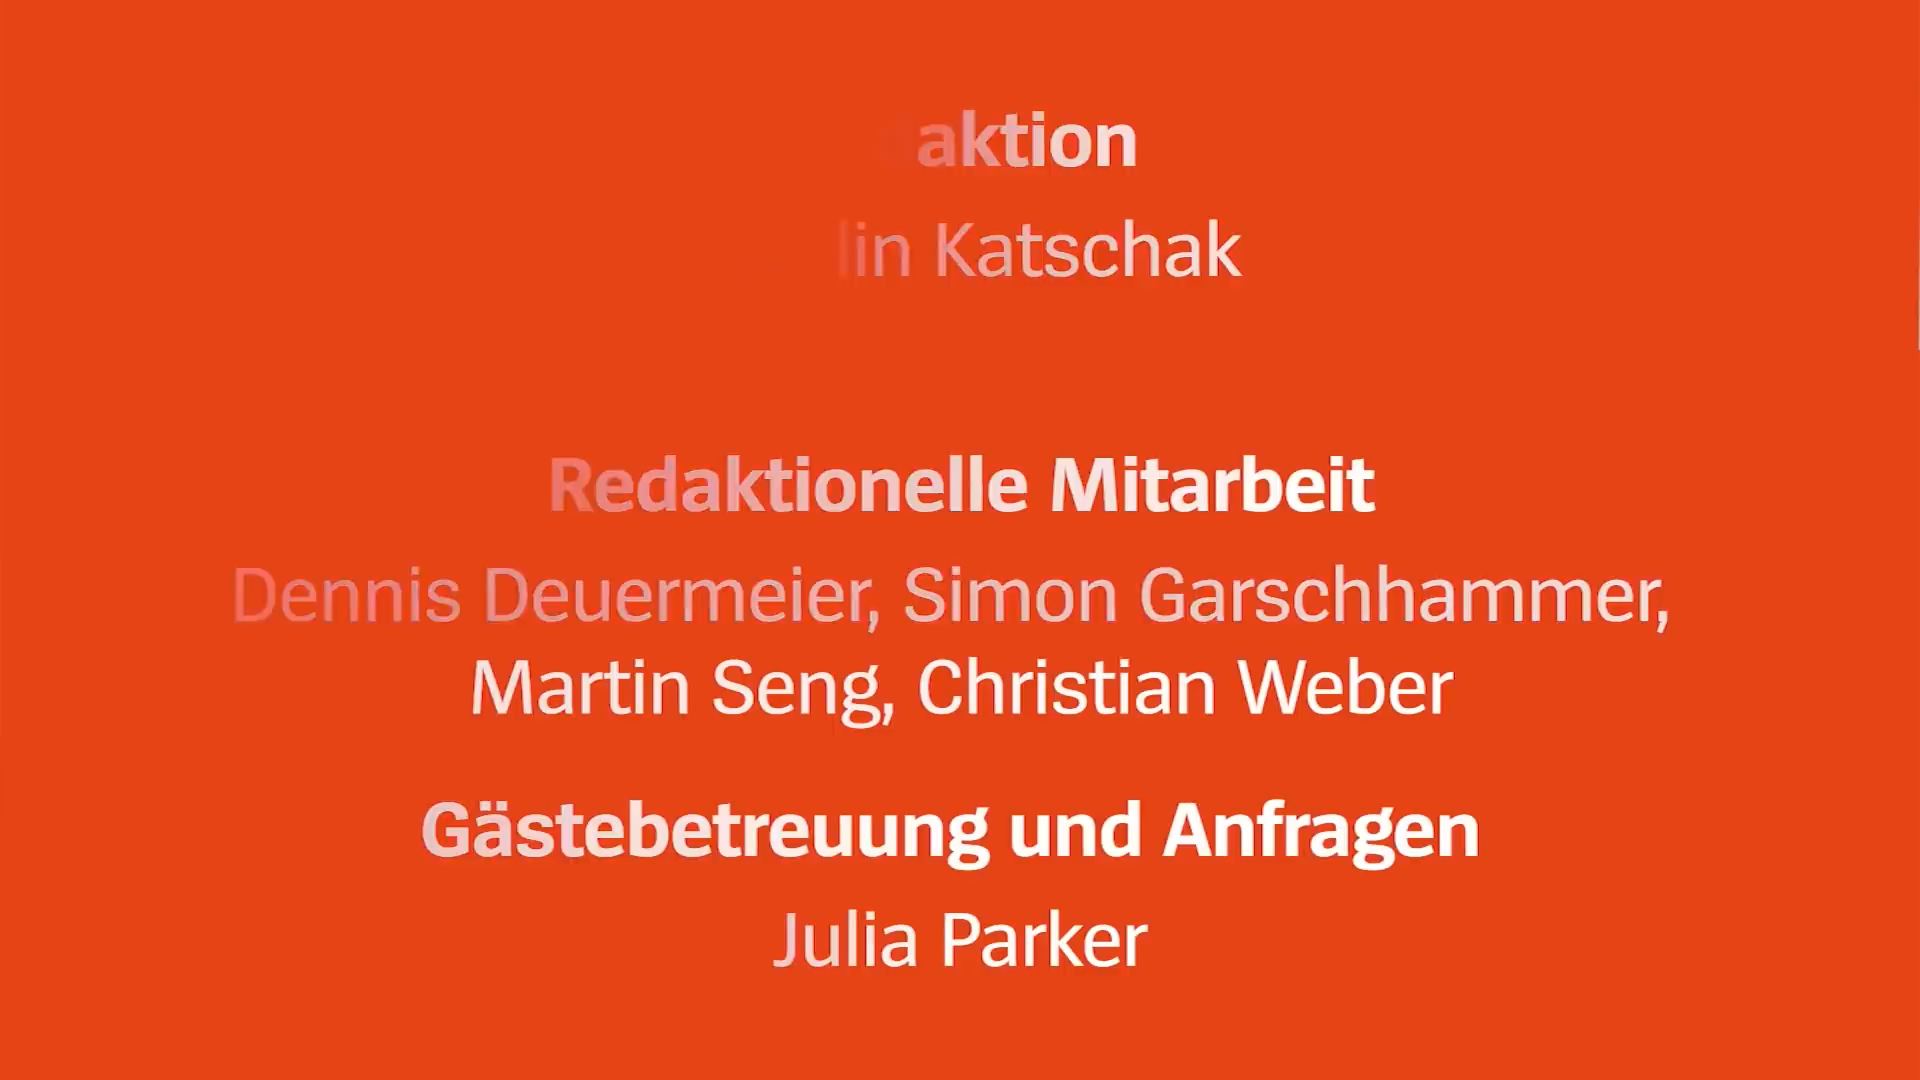 aktion
lin Katschak
Redaktionelle Mitarbeit
Dennis Deuermeier, Simon Garschhammer,
Martin Seng, Christian Weber
Gästebetreuung und Anfragen
Julia Parker